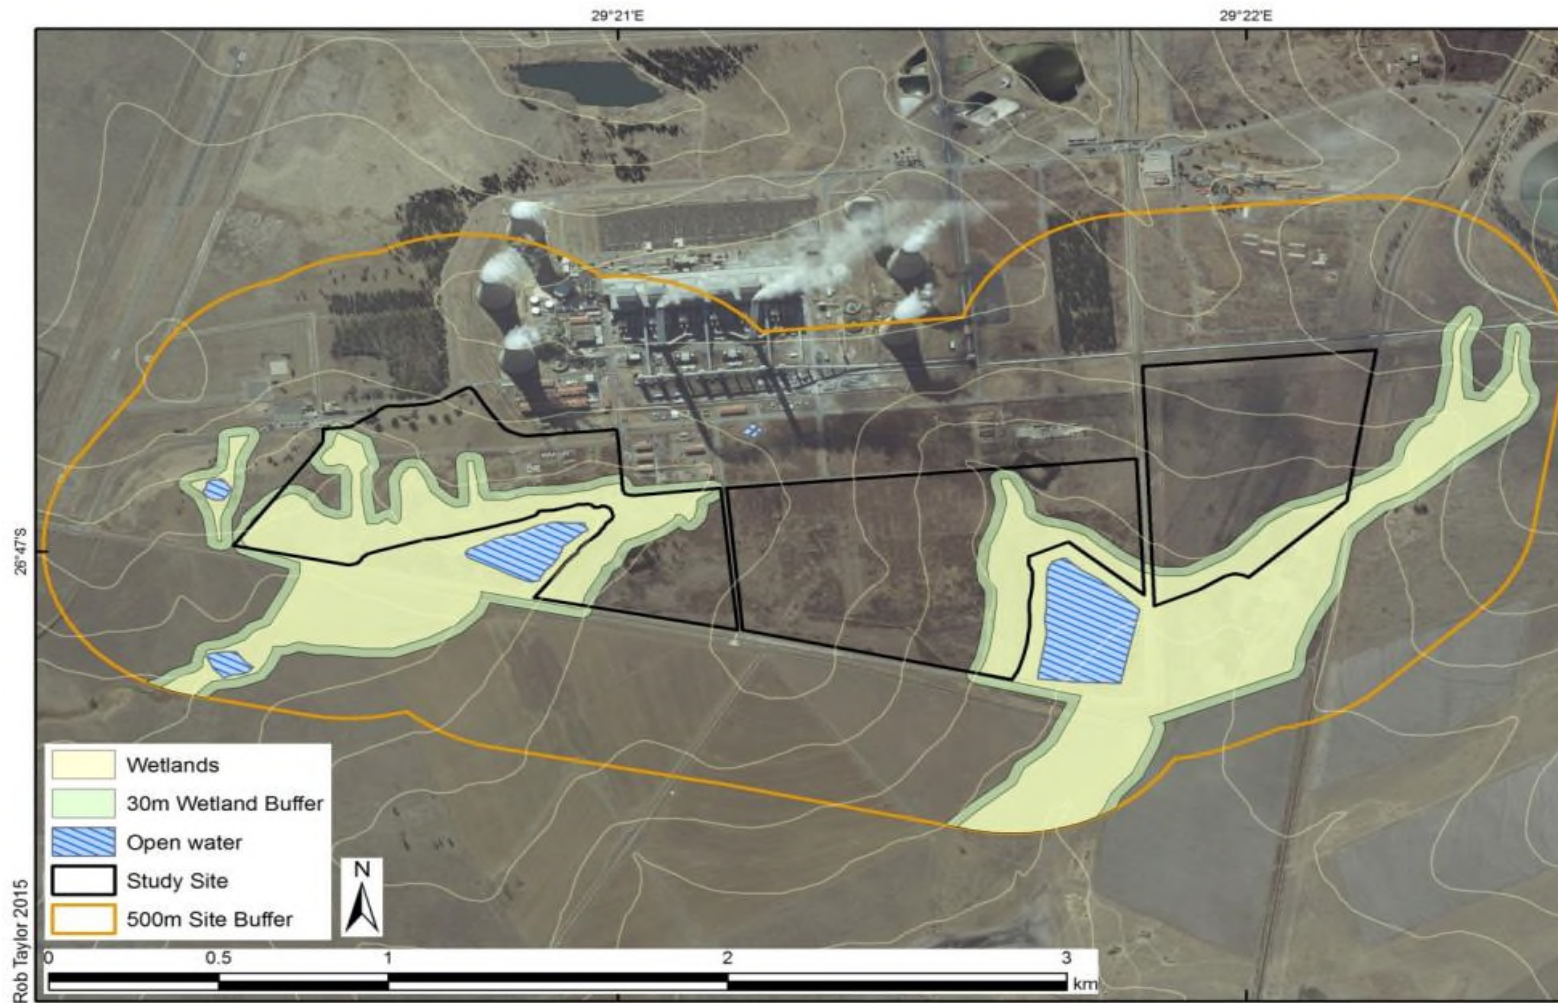 29°21'E
29°22'E
26°47'S
Wetlands
30m Wetland Buffer
Open water
Study Site
500m Site Buffer
N
Rob Taylor 2015
0 0.5 1 2 3
km